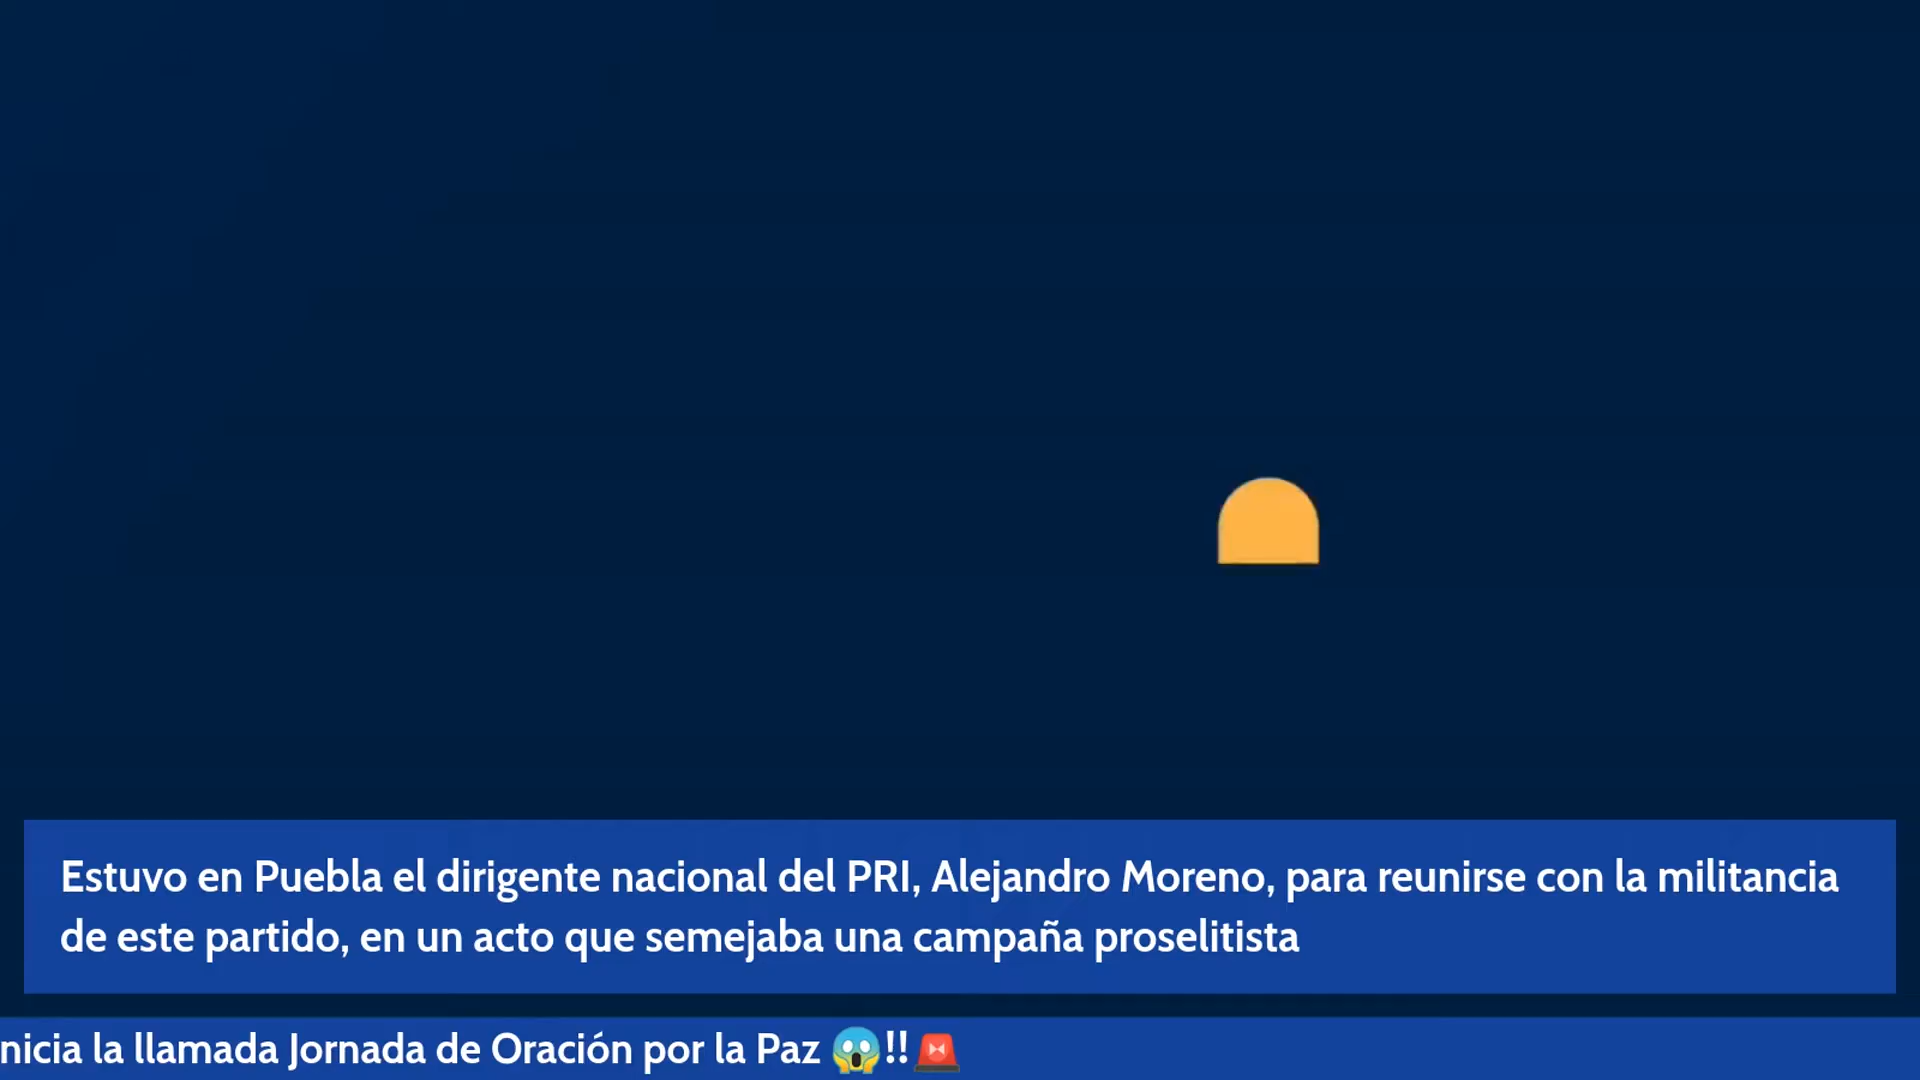 Estuvo en Puebla el dirigente nacional del PRI, Alejandro Moreno, para reunirse con la militancia
de este partido, en un acto que semejaba una campaña proselitista
nicia la llamada Jornada de Oración por la Paz 😱!!🚨